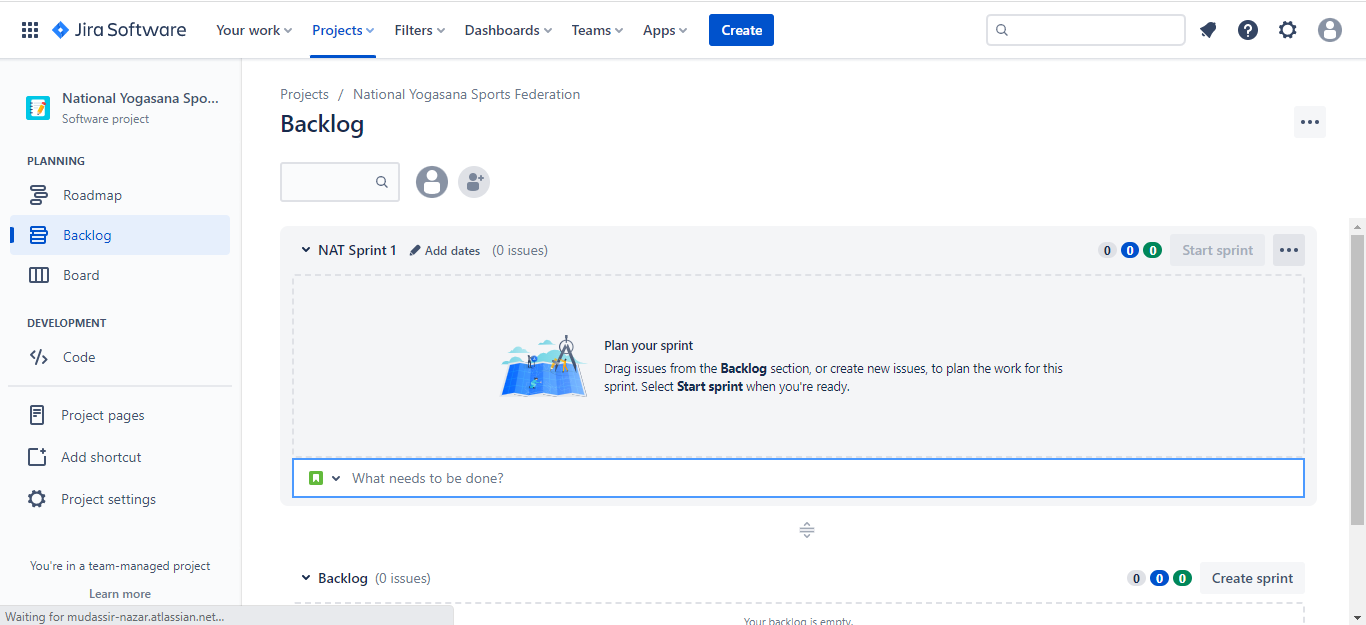 Jira Software
Your work
Projects
Filters
Dashboards
Teams
Apps
Create
National Yogasana Spo...
Software project
PLANNING
Roadmap
Backlog
Board
DEVELOPMENT
Code
Project pages
Add shortcut
Project settings
You're in a team-managed project
Learn more
Waiting for mudassir-nazar.atlassian.net...
Projects / National Yogasana Sports Federation
Backlog
NAT Sprint 1 Add dates (0 issues)
0 0 0 Start sprint
Plan your sprint
Drag issues from the Backlog section, or create new issues, to plan the work for this
sprint. Select Start sprint when you're ready.
What needs to be done?
Backlog (0 issues)
0 0 0 Create sprint
Your backlog is empty.